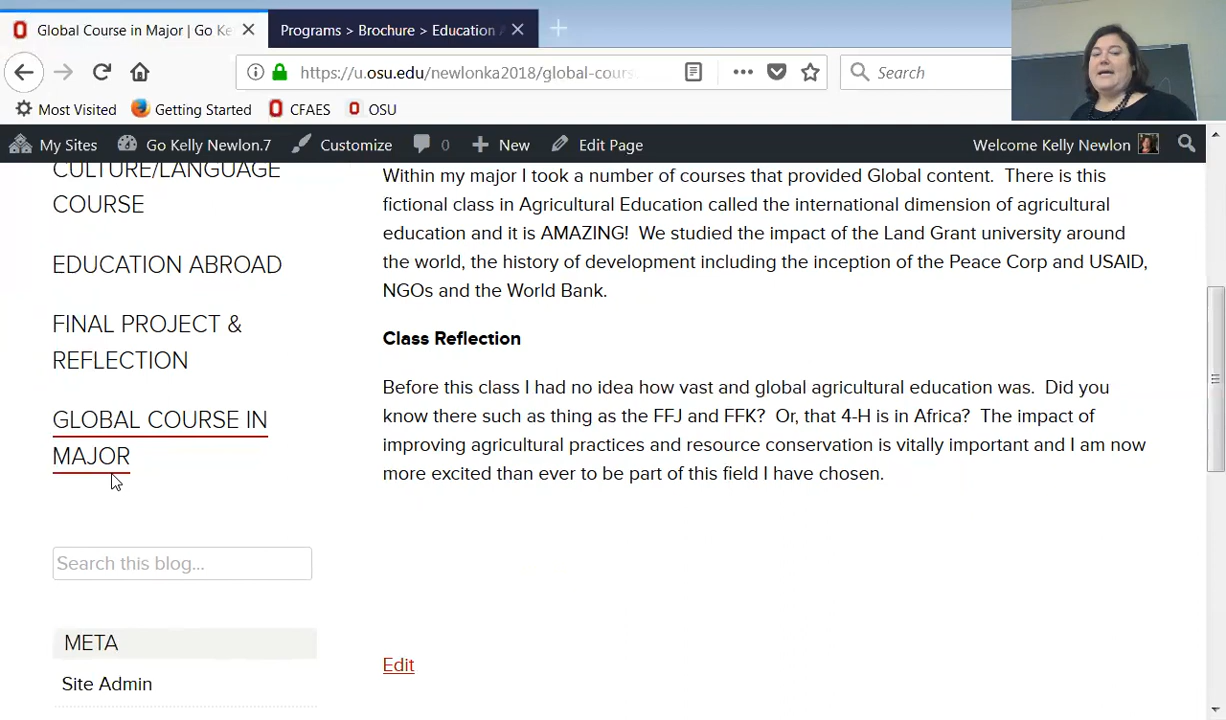 Global Course in Major | Go Ke
Programs > Brochure > Education A
https://u.osu.edu/newlonka2018/global-cours
Search
Most Visited
Getting Started
CFAES
OSU
My Sites
Go Kelly Newlon.7
Customize
0
New
Edit Page
Welcome Kelly Newlon
CULTURE/LANGUAGE
COURSE
EDUCATION ABROAD
FINAL PROJECT &
REFLECTION
GLOBAL COURSE IN
MAJOR
Search this blog...
META
Site Admin
Within my major I took a number of courses that provided Global content. There is this
fictional class in Agricultural Education called the international dimension of agricultural
education and it is AMAZING! We studied the impact of the Land Grant university around
the world, the history of development including the inception of the Peace Corp and USAID,
NGOs and the World Bank.
Class Reflection
Before this class I had no idea how vast and global agricultural education was. Did you
know there such as thing as the FFJ and FFK? Or, that 4-H is in Africa? The impact of
improving agricultural practices and resource conservation is vitally important and I am now
more excited than ever to be part of this field I have chosen.
Edit